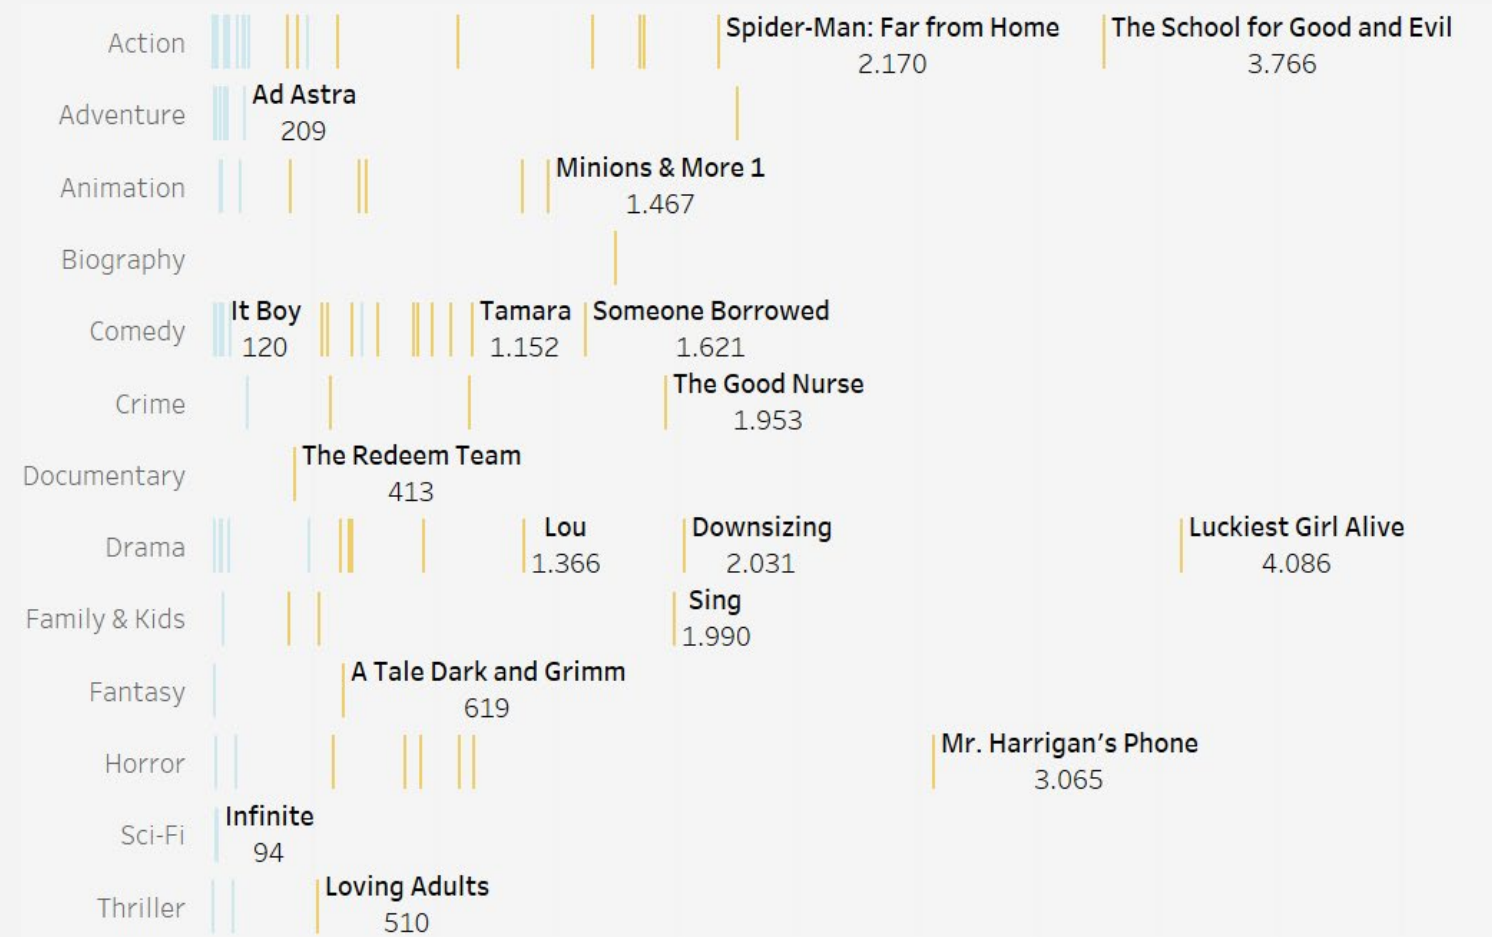 Action
Spider-Man: Far from Home
2.170
The School for Good and Evil
3.766
Adventure
Ad Astra
209
Animation
Minions & More 1
1.467
Biography
Comedy
It Boy
120
Tamara
1.152
Someone Borrowed
1.621
Crime
The Good Nurse
1.953
Documentary
The Redeem Team
413
Drama
Lou
1.366
Downsizing
2.031
Luckiest Girl Alive
4.086
Family & Kids
Sing
1.990
Fantasy
A Tale Dark and Grimm
619
Horror
Mr. Harrigan's Phone
3.065
Sci-Fi
Infinite
94
Thriller
Loving Adults
510